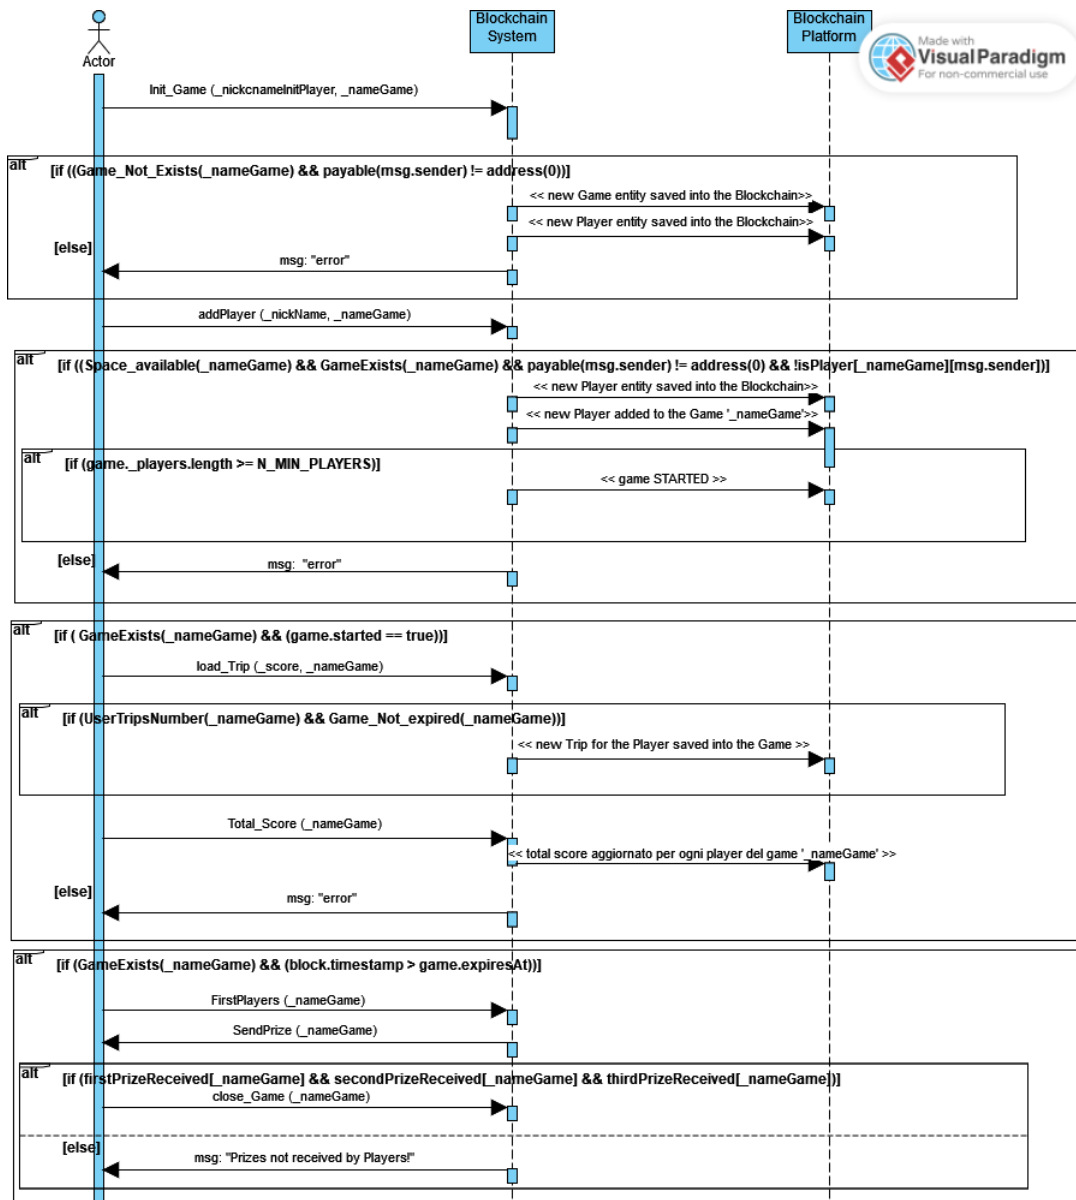 Actor
Blockchain
System
Blockchain
Platform
Made with
Visual Paradigm
For non-commercial use
Init_Game (_nickcnameInitPlayer, _nameGame)
alt
[if ((Game_Not_Exists(_nameGame) && payable(msg.sender) != address(0))]
<< new Game entity saved into the Blockchain>>
<< new Player entity saved into the Blockchain>>
[else]
msg: "error"
addPlayer (_nickName, _nameGame)
alt
[if ((Space_available(_nameGame) && GameExists(_nameGame) && payable(msg.sender) != address(0) && !isPlayer[_nameGame][msg.sender])]
<< new Player entity saved into the Blockchain>>
<< new Player added to the Game '_nameGame'>>
alt
[if (game._players.length >= N_MIN_PLAYERS)]
<< game STARTED >>
[else]
msg: "error"
alt
[if ( GameExists(_nameGame) && (game.started == true))]
load_Trip (_score, _nameGame)
alt
[if (UserTripsNumber(_nameGame) && Game_Not_expired(_nameGame))]
<< new Trip for the Player saved into the Game >>
Total_Score (_nameGame)
<< total score aggiornato per ogni player del game '_nameGame' >>
[else]
msg: "error"
alt
[if (GameExists(_nameGame) && (block.timestamp > game.expiresAt))]
FirstPlayers (_nameGame)
SendPrize (_nameGame)
alt
[if (firstPrizeReceived[_nameGame] && secondPrizeReceived[_nameGame] && thirdPrizeReceived[_nameGame])]
close_Game (_nameGame)
[else]
msg: "Prizes not received by Players!"